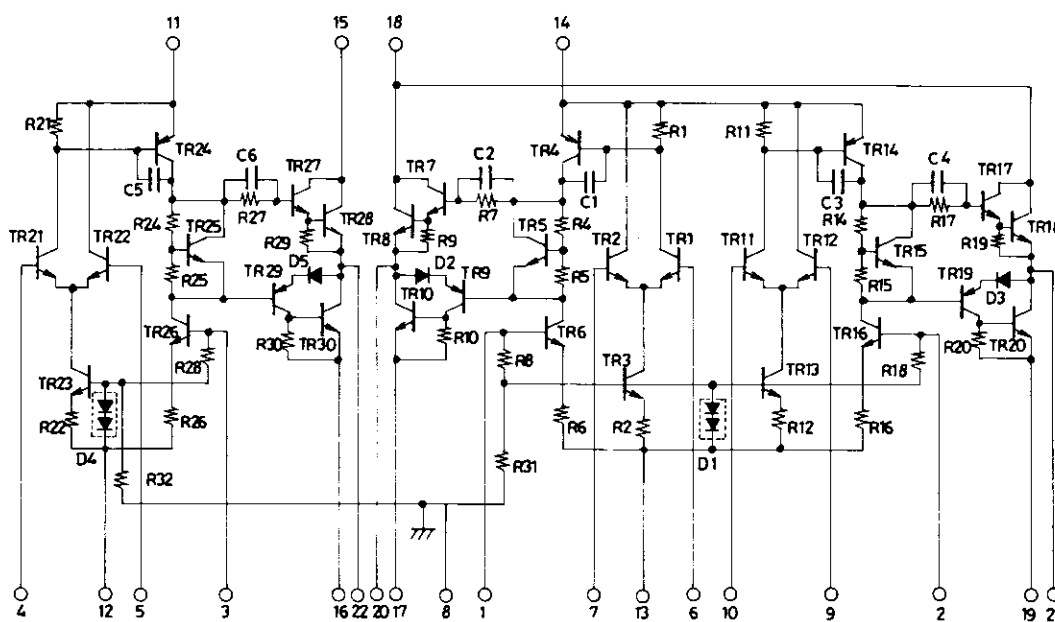 11 15 18 14
R21 TR24 C6 TR27 TR7 C2 TR4 R1 R11 TR14 C4 TR17
C5 R27 R7 C1 C3 R17
R24 TR25 TR28 TR8 TR5 R4 R14 TR18
R29 R9 R19
TR21 TR22 D5 D2 TR2 TR1 TR11 TR12 TR15
R25 TR29 TR9 R5 R15 TR19 D3
TR10
TR26 R30 TR30 R10 TR6 TR16 R20 TR20
R28 R8 TR3 TR13 R18
TR23
R22 R26 R6 R2 R12 R16
D4 R32 R31 D1
4 12 5 3 16 22 20 17 8 1 7 13 6 10 9 2 19